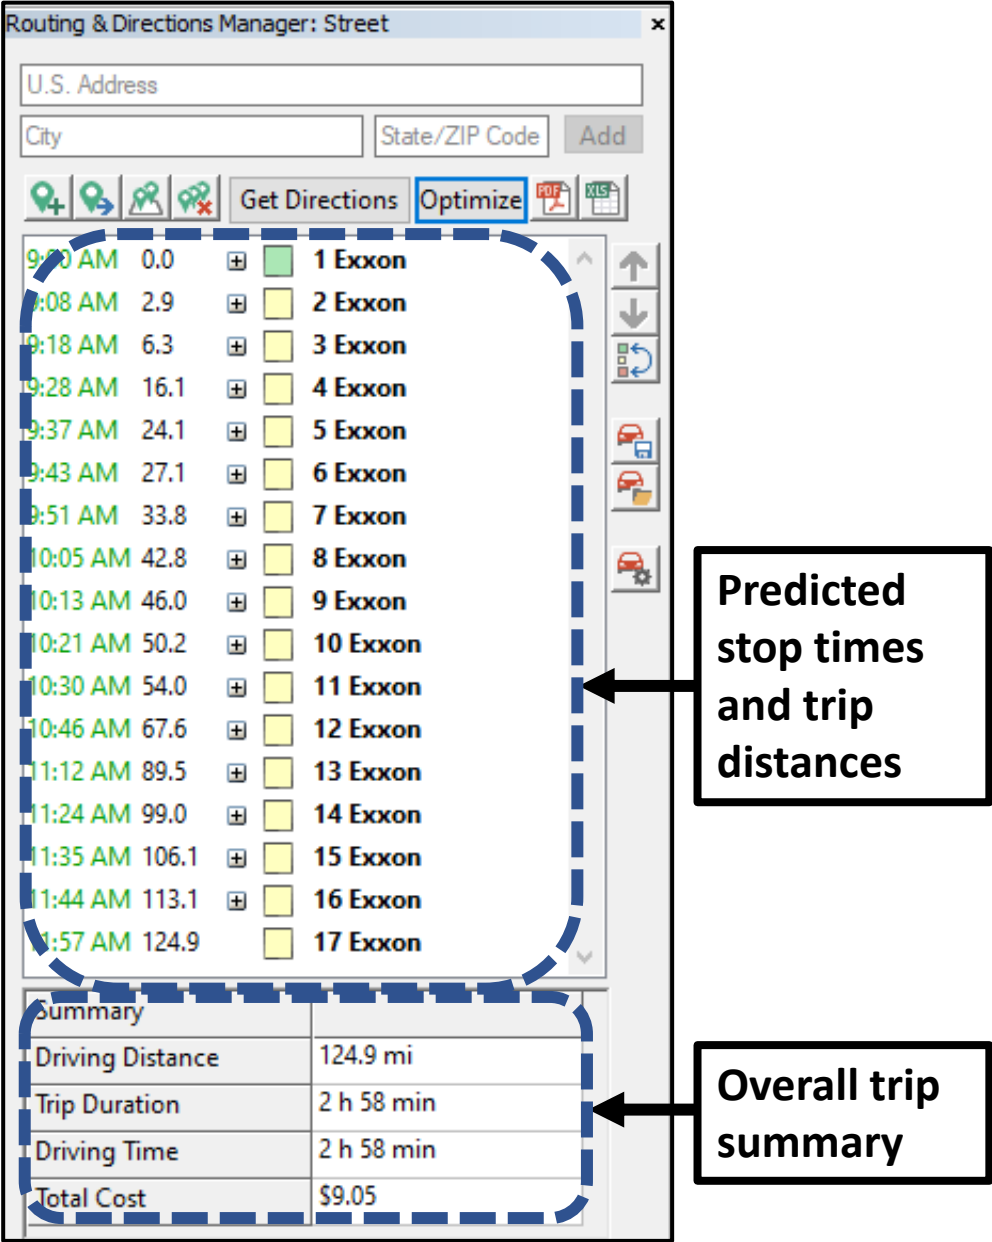 Routing & Directions Manager: Street
U.S. Address
City State/ZIP Code Add
Get Directions Optimize PDF XLS
9:00 AM 0.0 1 Exxon
9:08 AM 2.9 2 Exxon
9:18 AM 6.3 3 Exxon
9:28 AM 16.1 4 Exxon
9:37 AM 24.1 5 Exxon
9:43 AM 27.1 6 Exxon
9:51 AM 33.8 7 Exxon
10:05 AM 42.8 8 Exxon
10:13 AM 46.0 9 Exxon
10:21 AM 50.2 10 Exxon
10:30 AM 54.0 11 Exxon
10:46 AM 67.6 12 Exxon
11:12 AM 89.5 13 Exxon
11:24 AM 99.0 14 Exxon
11:35 AM 106.1 15 Exxon
11:44 AM 113.1 16 Exxon
11:57 AM 124.9 17 Exxon
Predicted
stop times
and trip
distances
Summary
Driving Distance 124.9 mi
Trip Duration 2 h 58 min
Driving Time 2 h 58 min
Total Cost $9.05
Overall trip
summary